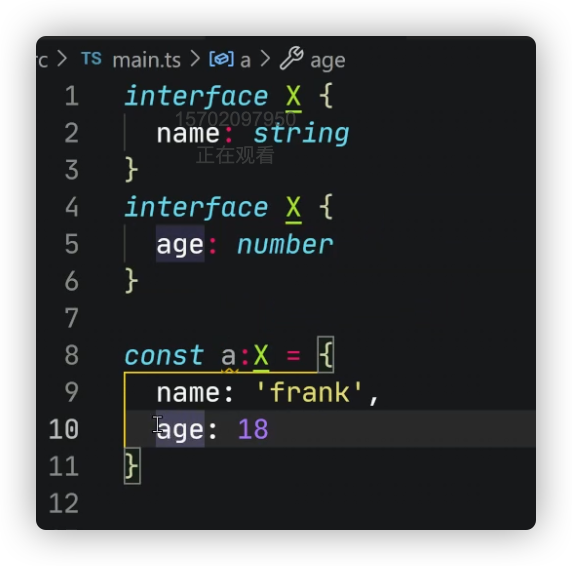 rc > TS main.ts > a > age
1 interface X {
15702097950
2 name: string
正在观看
3 }
4 interface X {
5 age: number
6 }
7
8 const a:X = {
9 name: 'frank',
10 age: 18
11 }
12